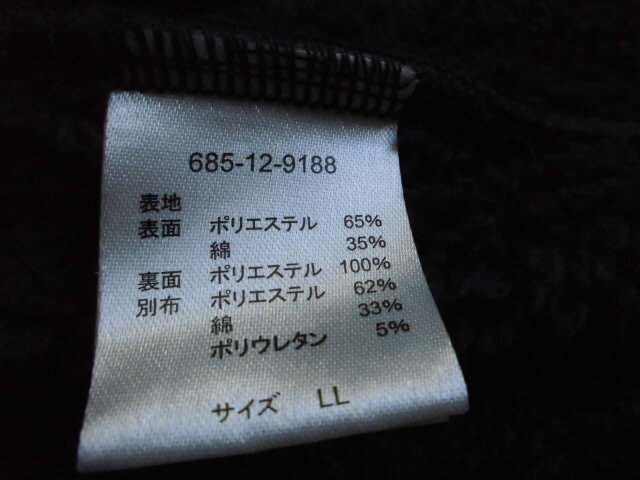 685-12-9188
表地
表面 ポリエステル 65%
綿 35%
裏面 ポリエステル 100%
別布 ポリエステル 62%
綿 33%
ポリウレタン 5%
サイズ LL